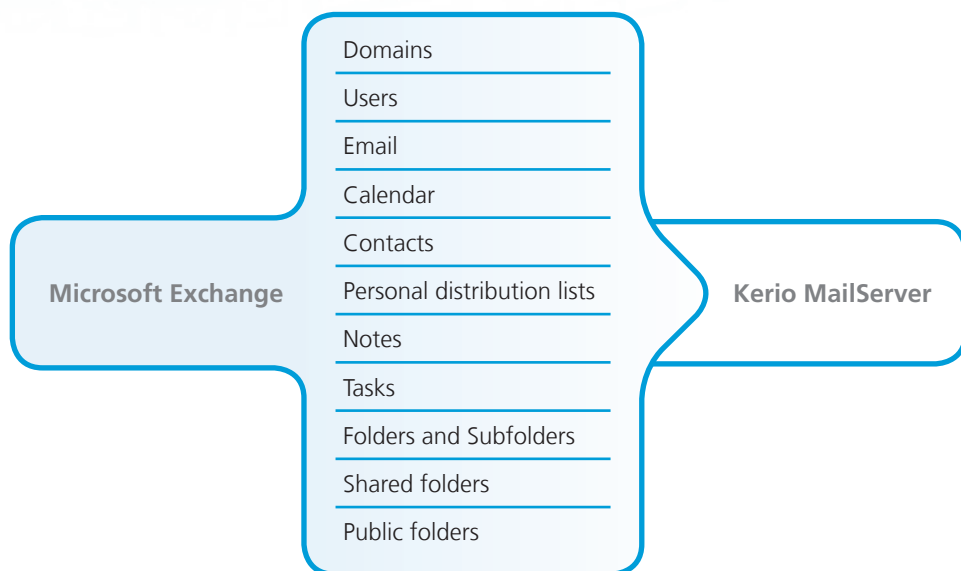 Domains
Users
Email
Calendar
Contacts
Microsoft Exchange
Personal distribution lists
Kerio MailServer
Notes
Tasks
Folders and Subfolders
Shared folders
Public folders